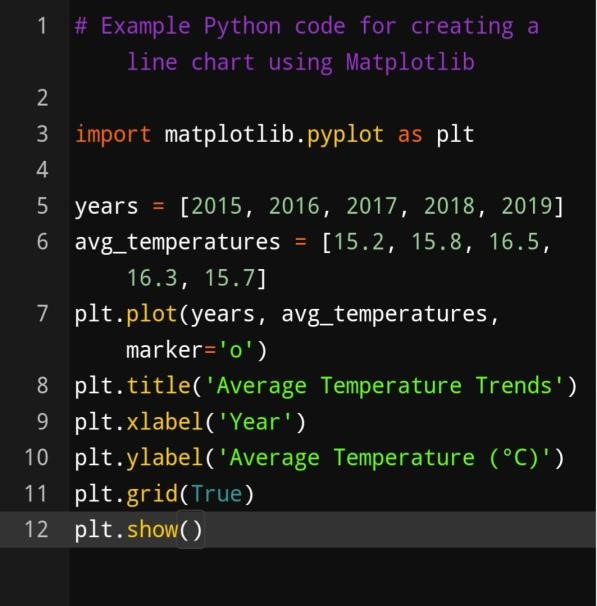 1 # Example Python code for creating a
line chart using Matplotlib
2
3 import matplotlib.pyplot as plt
4
5 years = [2015, 2016, 2017, 2018, 2019]
6 avg_temperatures = [15.2, 15.8, 16.5,
16.3, 15.7]
7 plt.plot(years, avg_temperatures,
marker='o')
8 plt.title('Average Temperature Trends')
9 plt.xlabel('Year')
10 plt.ylabel('Average Temperature (°C)')
11 plt.grid(True)
12 plt.show()